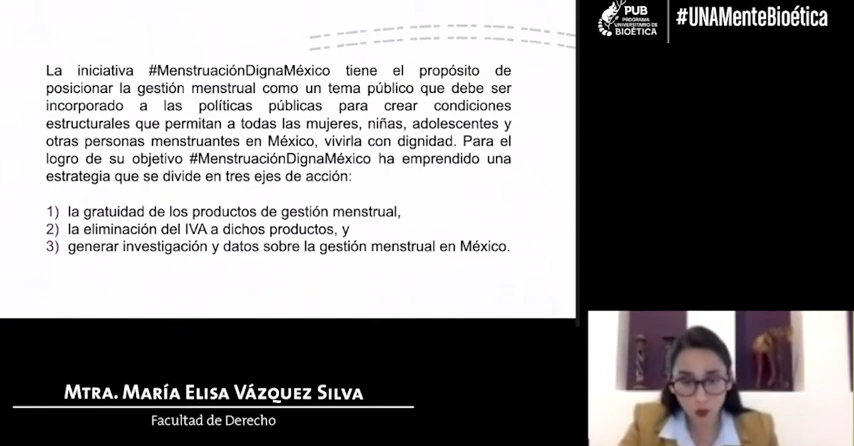 La iniciativa #MenstruaciónDignaMéxico tiene el propósito de
posicionar la gestión menstrual como un tema público que debe ser
incorporado a las políticas públicas para crear condiciones
estructurales que permitan a todas las mujeres, niñas, adolescentes y
otras personas menstruantes en México, vivirla con dignidad. Para el
logro de su objetivo #MenstruaciónDignaMéxico ha emprendido una
estrategia que se divide en tres ejes de acción:
1) la gratuidad de los productos de gestión menstrual,
2) la eliminación del IVA a dichos productos, y
3) generar investigación y datos sobre la gestión menstrual en México.
PUB
PROGRAMA
UNIVERSITARIO DE
BIOÉTICA
#UNAMenteBioética
MTRA. MARÍA ELISA VÁZQUEZ SILVA
Facultad de Derecho